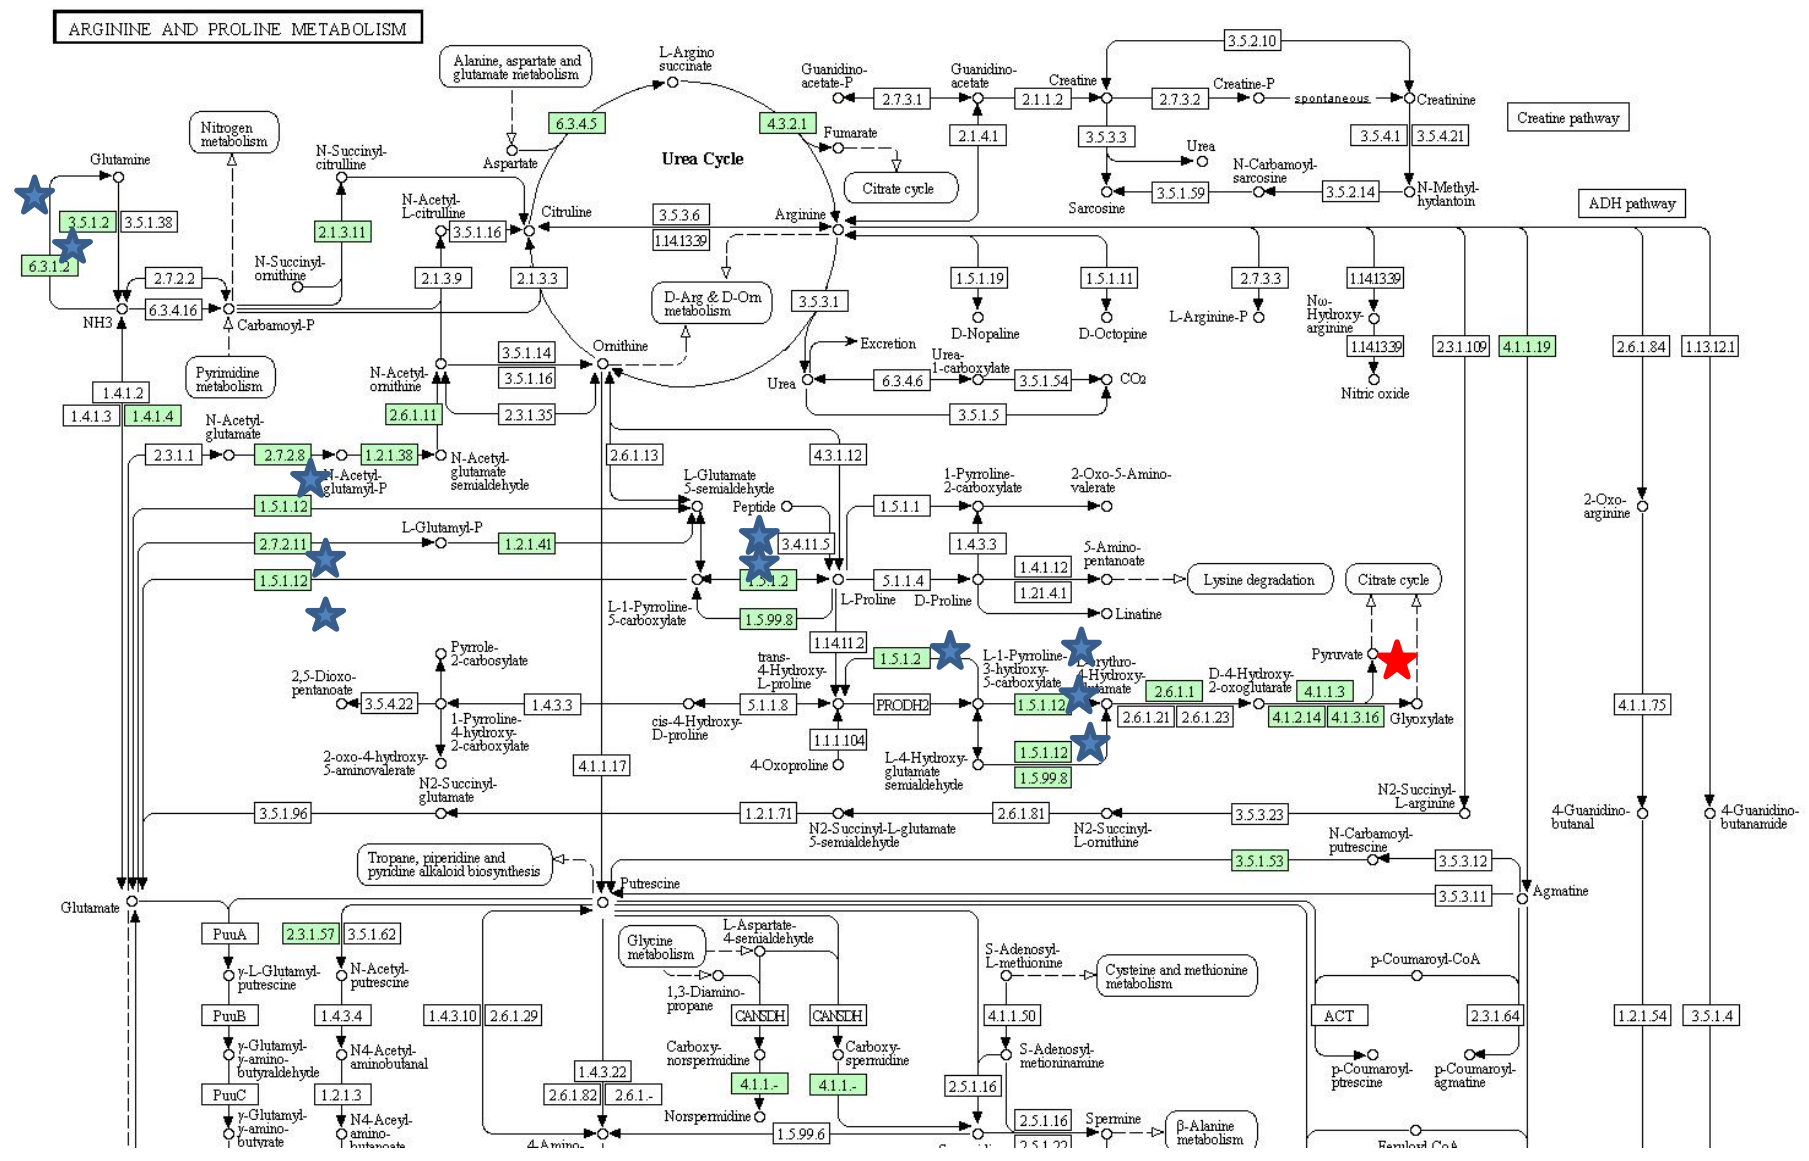 ARGININE AND PROLINE METABOLISM
Alanine, aspartate and
glutamate metabolism
L-Argino
succinate
3.5.2.10
Guanidino-
acetate-P
Guanidino-
acetate
Creatine
Creatine-P
2.7.3.1
2.1.1.2
2.7.3.2
spontaneous
Creatinine
Creatine pathway
6.3.4.5
4.3.2.1
Nitrogen
metabolism
Fumarate
2.1.4.1
3.5.3.3
3.5.4.1
3.5.4.21
Glutamine
N-Succinyl-
citrulline
Aspartate
Urea Cycle
Urea
Citrate cycle
N-Carbamoyl-
sarcosine
3.5.1.59
3.5.2.14
N-Methyl-
hydantoin
Sarcosine
ADH pathway
3.5.1.2
3.5.1.38
2.1.3.11
N-Acetyl-
L-citrulline
3.5.1.16
Citruline
3.5.3.6
1.14.13.39
Arginine
6.3.1.2
2.7.2.2
N-Succinyl-
ornithine
2.1.3.9
2.1.3.3
1.5.1.19
1.5.1.11
2.7.3.3
1.14.13.39
6.3.4.16
NH3
Carbamoyl-P
D-Arg & D-Orn
metabolism
3.5.3.1
D-Nopaline
D-Octopine
L-Arginine-P
Nω-
Hydroxy-
arginine
Pyrimidine
metabolism
Ornithine
3.5.1.14
3.5.1.16
Excretion
Urea-
1-carboxylate
1.14.13.39
2.3.1.109
4.1.1.19
2.6.1.84
1.13.12.1
N-Acetyl-
ornithine
Urea
6.3.4.6
3.5.1.54
CO2
Nitric oxide
1.4.1.2
1.4.1.3
1.4.1.4
2.6.1.11
2.3.1.35
3.5.1.5
N-Acetyl-
glutamate
2.3.1.1
2.7.2.8
1.2.1.38
N-Acetyl-
glutamate
semialdehyde
2.6.1.13
4.3.1.12
N-Acetyl-
glutamyl-P
L-Glutamate
5-semialdehyde
1-Pyrroline-
2-carboxylate
2-Oxo-5-Amino-
valerate
1.5.1.12
Peptide
1.5.1.1
2-Oxo-
arginine
L-Glutamyl-P
2.7.2.11
1.2.1.41
3.4.11.5
1.4.3.3
5-Amino-
pentanoate
1.5.1.12
1.5.1.2
5.1.1.4
1.4.1.12
1.21.4.1
Lysine degradation
Citrate cycle
L-1-Pyrroline-
5-carboxylate
1.5.99.8
L-Proline
D-Proline
Linatine
1.14.11.2
Pyrrole-
2-carbosylate
trans-
4-Hydroxy-
L-proline
1.5.1.2
L-1-Pyrroline-
3-hydroxy-
5-carboxylate
D-4-Hydroxy-
2-oxoglutarate
Pyruvate
2,5-Dioxo-
pentanoate
3.5.4.22
1.4.3.3
5.1.1.8
PRODH2
1.5.1.12
2.6.1.1
2.6.1.21
2.6.1.23
4.1.1.3
4.1.2.14
4.1.3.16
Glyoxylate
4.1.1.75
1-Pyrroline-
4-hydroxy-
2-carboxylate
cis-4-Hydroxy-
D-proline
1.1.1.104
1.5.1.12
1.5.99.8
2-oxo-4-hydroxy-
5-aminovalerate
4.1.1.17
4-Oxoproline
L-4-Hydroxy-
glutamate
semialdehyde
N2-Succinyl-
glutamate
3.5.1.96
1.2.1.71
N2-Succinyl-L-glutamate
5-semialdehyde
2.6.1.81
N2-Succinyl-
L-ornithine
3.5.3.23
N2-Succinyl-
L-arginine
4-Guanidino-
butanal
4-Guanidino-
butanamide
Tropane, piperidine and
pyridine alkaloid biosynthesis
3.5.1.53
N-Carbamoyl-
putrescine
3.5.3.12
Putrescine
3.5.3.11
Agmatine
Glutamate
PuuA
2.3.1.57
3.5.1.62
Glycine
metabolism
L-Aspartate-
4-semialdehyde
S-Adenosyl-
L-methionine
Cysteine and methionine
metabolism
p-Coumaroyl-CoA
γ-L-Glutamyl-
putrescine
N-Acetyl-
putrescine
1,3-Diamino-
propane
PuuB
1.4.3.4
1.4.3.10
2.6.1.29
CANSDH
CANSDH
4.1.1.50
ACT
2.3.1.64
1.2.1.54
3.5.1.4
γ-Glutamyl-
γ-amino-
butyraldehyde
N4-Acetyl-
aminobutanal
Carboxy-
norspermidine
Carboxy-
spermidine
S-Adenosyl-
metioninamine
p-Coumaroyl-
ptrescine
p-Coumaroyl-
agmatine
PuuC
1.2.1.3
1.4.3.22
2.6.1.82
2.6.1.-
4.1.1.-
4.1.1.-
2.5.1.16
γ-Glutamyl-
γ-amino-
butyrate
N4-Aceyl-
amino-
butanoate
Norspermidine
1.5.99.6
2.5.1.16
Spermine
β-Alanine
metabolism
4-Amino-
2.5.1.22
Feruloyl CoA